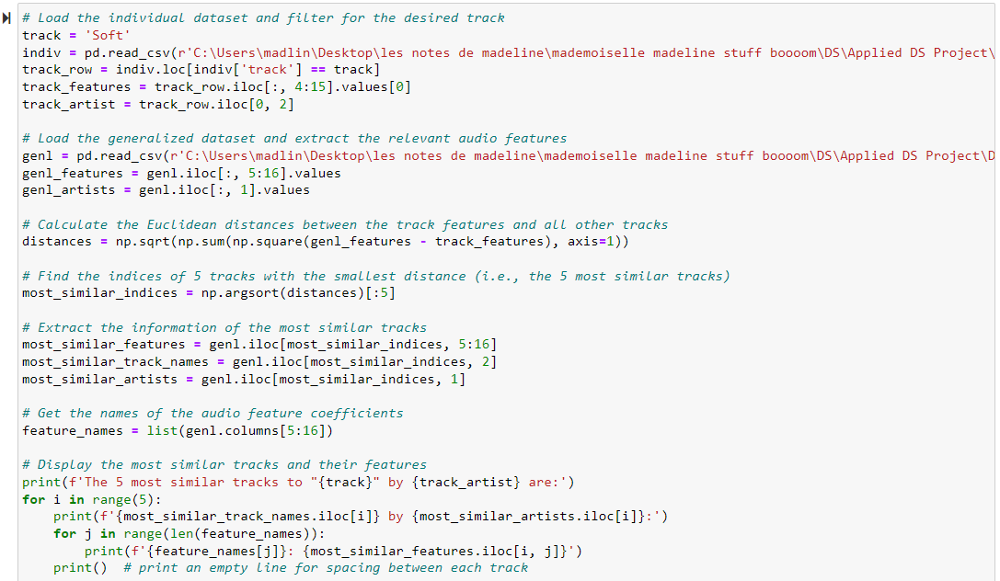 # Load the individual dataset and filter for the desired track
track = 'Soft'
indiv = pd.read_csv(r'C:\Users\madlin\Desktop\les notes de madeline\mademoiselle madeline stuff boooom\DS\Applied DS Project\
track_row = indiv.loc[indiv['track'] == track]
track_features = track_row.iloc[:, 4:15].values[0]
track_artist = track_row.iloc[0, 2]

# Load the generalized dataset and extract the relevant audio features
genl = pd.read_csv(r'C:\Users\madlin\Desktop\les notes de madeline\mademoiselle madeline stuff boooom\DS\Applied DS Project\D
genl_features = genl.iloc[:, 5:16].values
genl_artists = genl.iloc[:, 1].values

# Calculate the Euclidean distances between the track features and all other tracks
distances = np.sqrt(np.sum(np.square(genl_features - track_features), axis=1))

# Find the indices of 5 tracks with the smallest distance (i.e., the 5 most similar tracks)
most_similar_indices = np.argsort(distances)[:5]

# Extract the information of the most similar tracks
most_similar_features = genl.iloc[most_similar_indices, 5:16]
most_similar_track_names = genl.iloc[most_similar_indices, 2]
most_similar_artists = genl.iloc[most_similar_indices, 1]

# Get the names of the audio feature coefficients
feature_names = list(genl.columns[5:16])

# Display the most similar tracks and their features
print(f'The 5 most similar tracks to "{track}" by {track_artist} are:')
for i in range(5):
    print(f'{most_similar_track_names.iloc[i]} by {most_similar_artists.iloc[i]}:')
    for j in range(len(feature_names)):
        print(f'{feature_names[j]}: {most_similar_features.iloc[i, j]}')
    print()  # print an empty line for spacing between each track